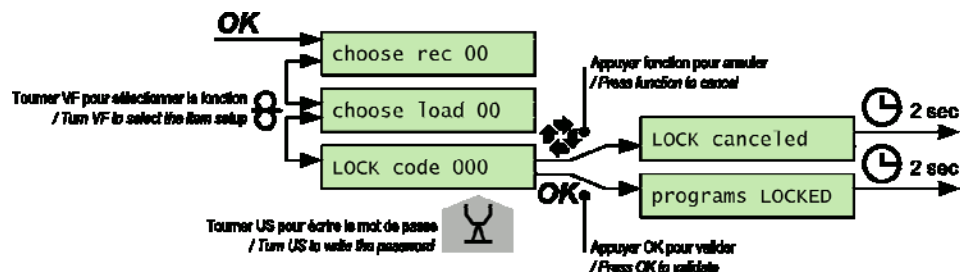 OK
choose rec 00
Appuyer fonction pour annuler
/ Press function to cancel
Tourner VF pour sélectionner la fonction
/ Turn VF to select the item setup
choose load 00
2 sec
LOCK code 000
LOCK canceled
2 sec
OK
programs LOCKED
Tourner US pour écrire le mot de passe
/ Turn US to write the password
Appuyer OK pour valider
/ Press OK to validate